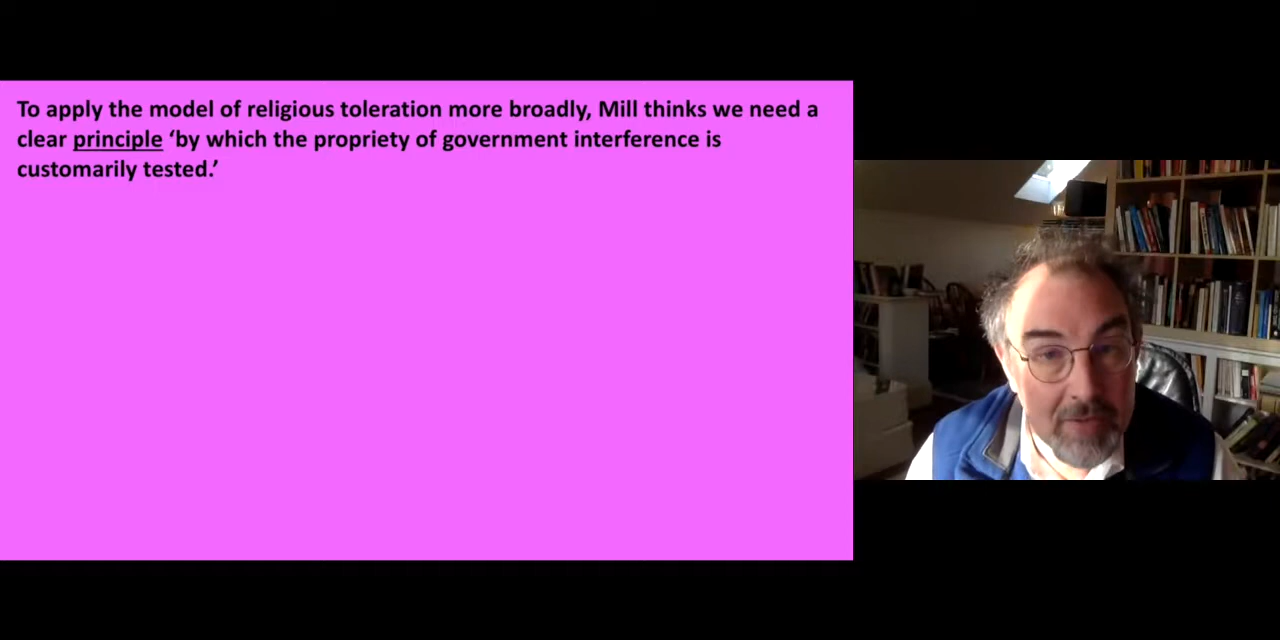 To apply the model of religious toleration more broadly, Mill thinks we need a
clear principle ‘by which the propriety of government interference is
customarily tested.’